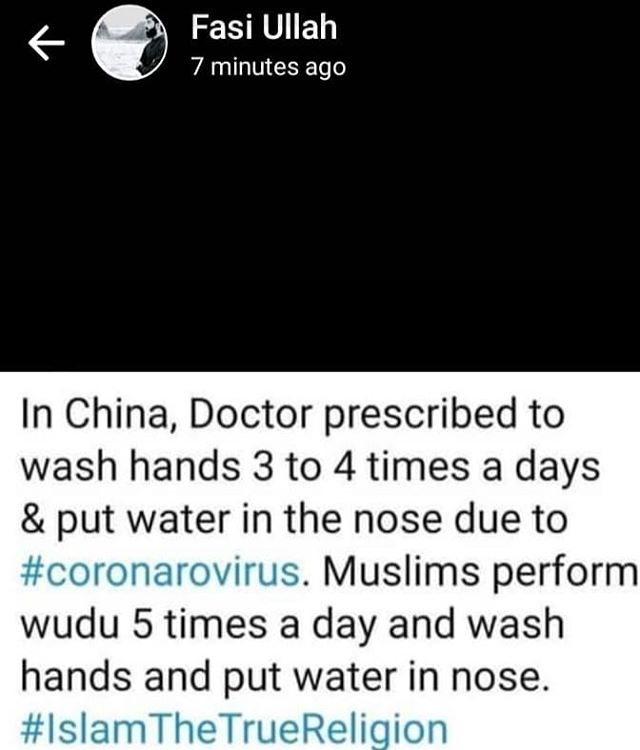 Fasi Ullah
7 minutes ago
In China, Doctor prescribed to
wash hands 3 to 4 times a days
& put water in the nose due to
#coronarovirus. Muslims perform
wudu 5 times a day and wash
hands and put water in nose.
#IslamTheTrueReligion